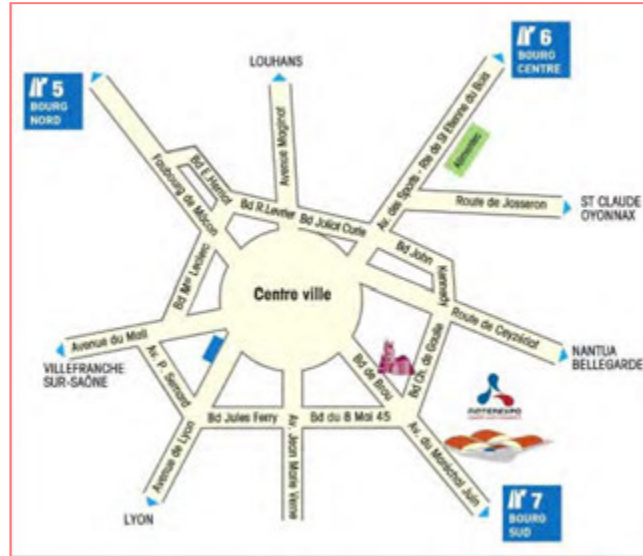 6
BOURG
CENTRE
LOUHANS
5
BOURG
NORD
Av. des Sports - Rte de St Etienne du Bois
Avenue Maginot
Faubourg de Mâcon
Bd E. Herriot
Bd R.Levrier
Bd Joliot Curie
Route de Josseron
ST CLAUDE
OYONNAX
Bd John
Kennedy
Bd Mal Leclerc
Centre ville
Route de Ceyzériat
Avenue du Mail
VILLEFRANCHE
SUR-SAÔNE
NANTUA
BELLEGARDE
Av. P. Semard
Bd de Brou
Bd Ch. de Gaulle
Bd Jules Ferry
Bd du 8 Mai 45
Av. Jean Marie Verne
Avenue de Lyon
Av. du Maréchal Juin
LYON
7
BOURG
SUD